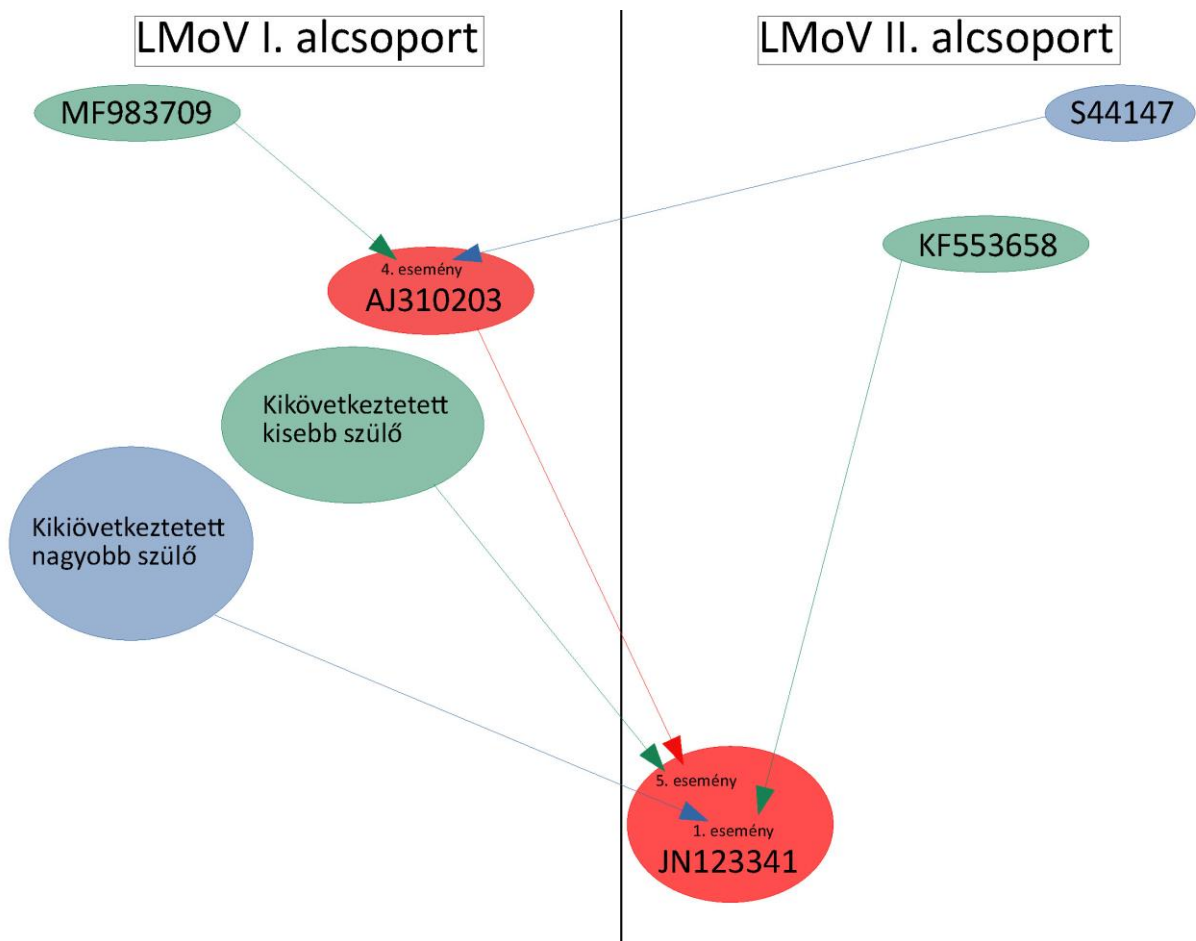 LMoV I. alcsoport
LMoV II. alcsoport
MF983709
S44147
KF553658
4. esemény
AJ310203
Kikövetkeztetett
kisebb szülő
Kikiövetkeztetett
nagyobb szülő
5. esemény
1. esemény
JN123341